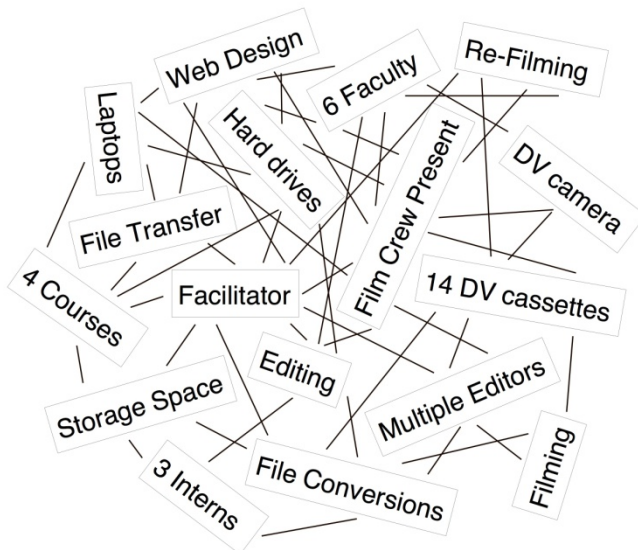 Web Design
6 Faculty
Re-Filming
Laptops
Hard drives
DV camera
Film Crew Present
File Transfer
4 Courses
Facilitator
14 DV cassettes
Editing
Multiple Editors
Storage Space
3 Interns
File Conversions
Filming